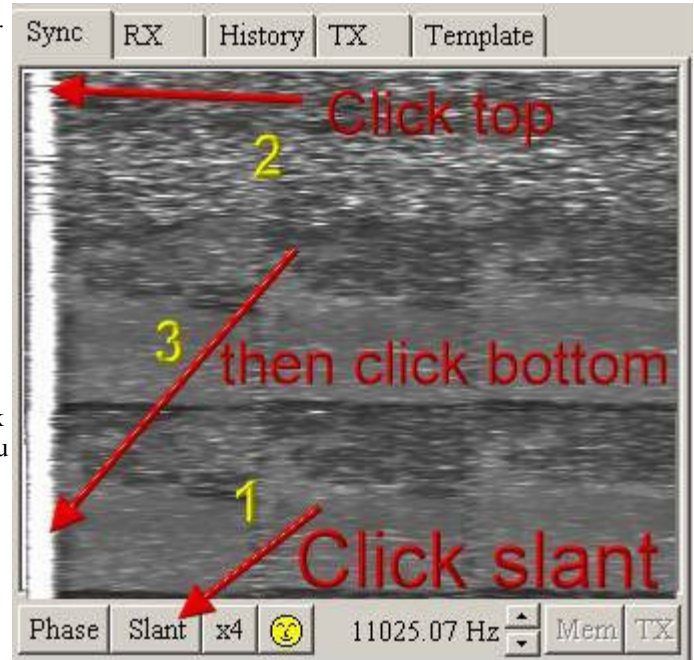 Sync RX History TX Template
Click top
2
3
then click bottom
1
Click slant
Phase Slant x4 11025.07 Hz Mem TX